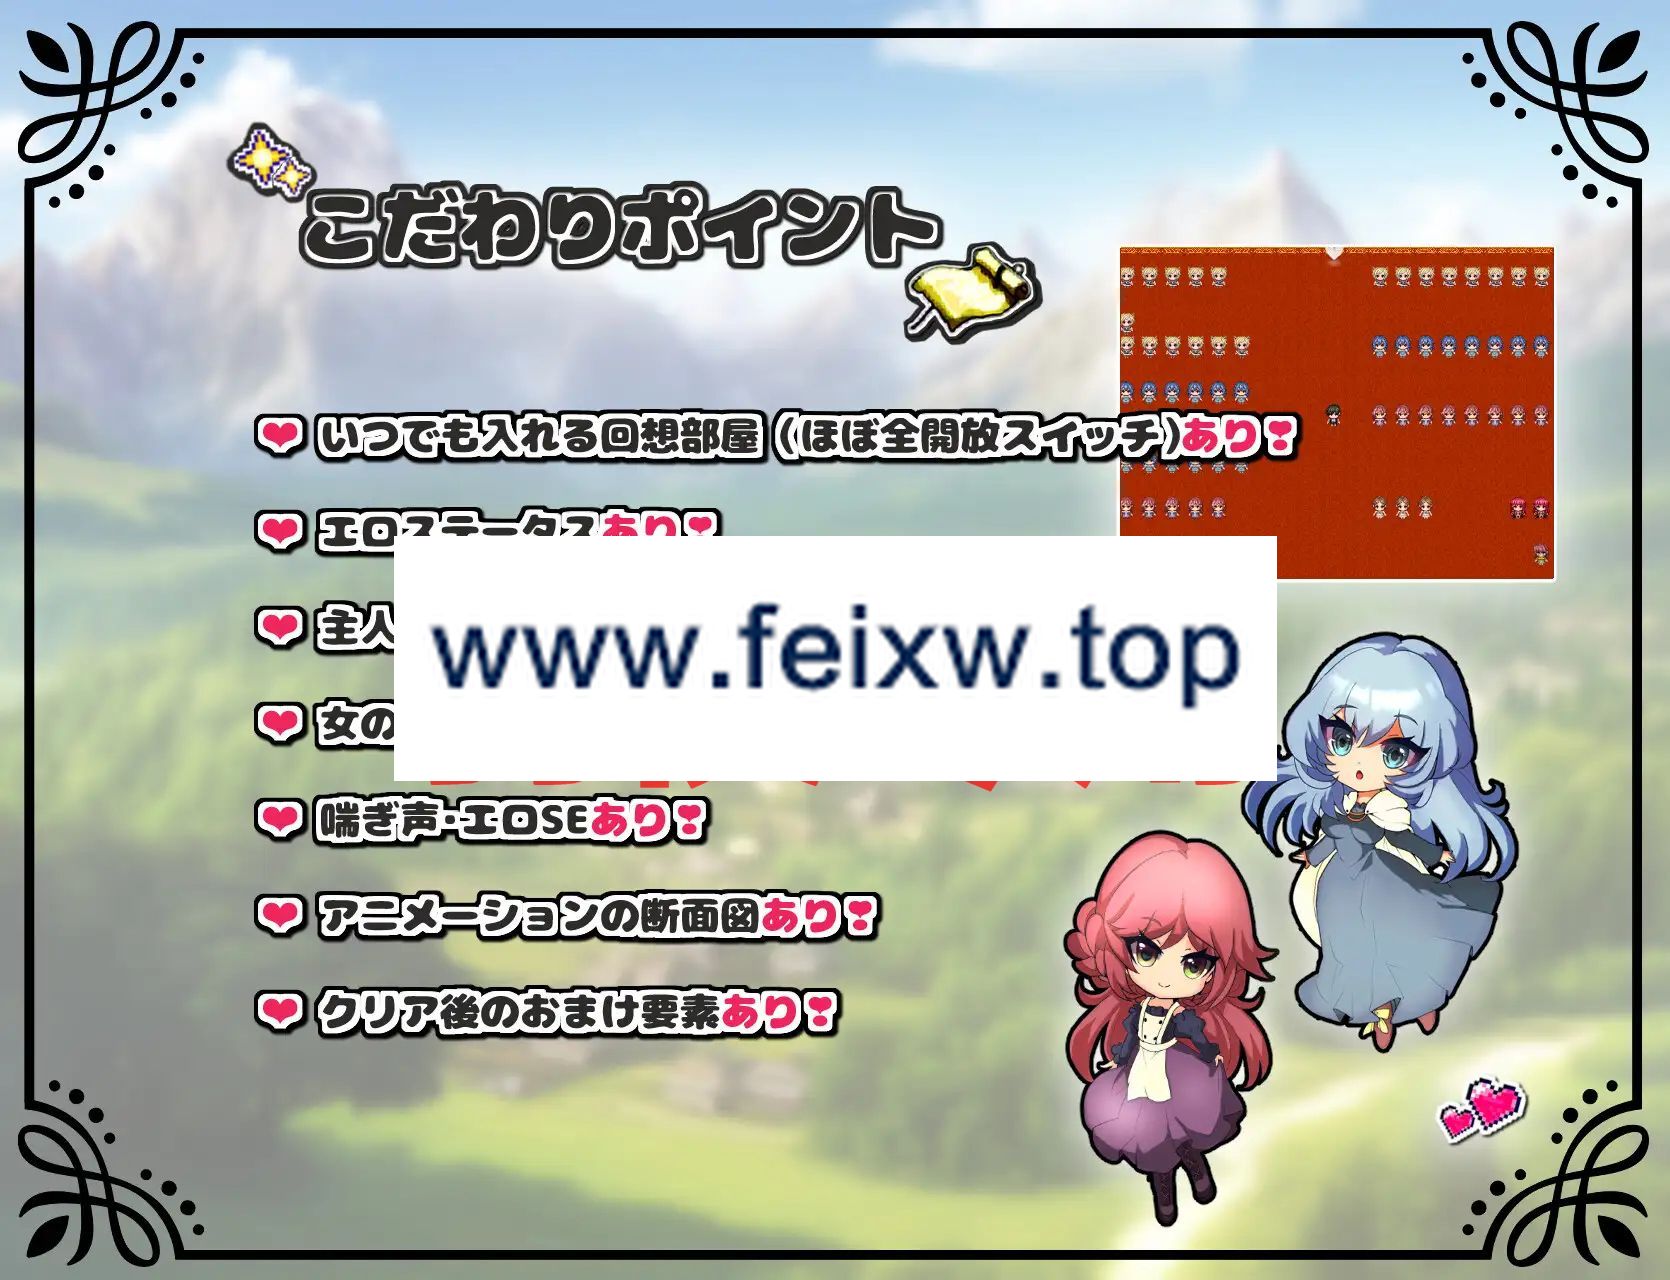 こだわりポイント
いつでも入れる回想部屋(ほぼ全開放スイッチ)あり❣
エロステータスあり❣
主人
女の
www.feixw.top
喘ぎ声・エロSEあり❣
アニメーションの断面図あり❣
クリア後のおまけ要素あり❣